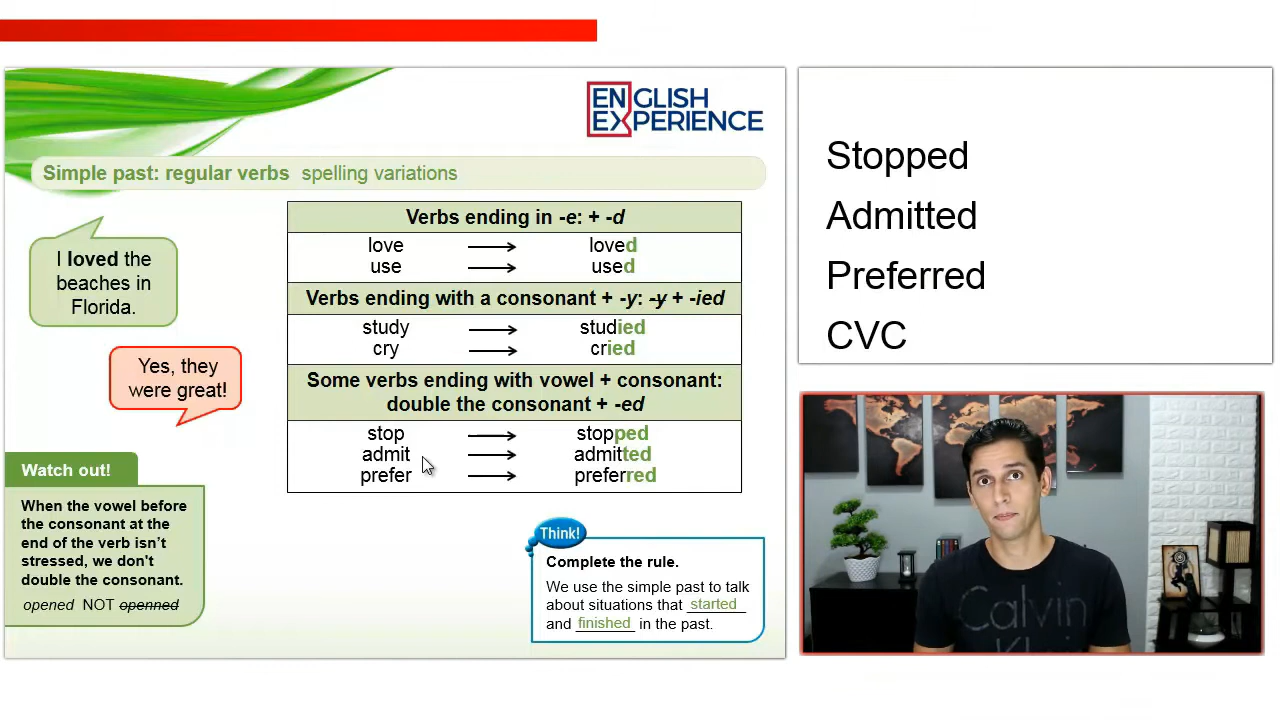 ENGLISH
EXPERIENCE
Simple past: regular verbs spelling variations
I loved the
beaches in
Florida.
Yes, they
were great!
Verbs ending in -e: + -d
love → loved
use → used
Verbs ending with a consonant + -y: -y + -ied
study → studied
cry → cried
Some verbs ending with vowel + consonant:
double the consonant + -ed
stop → stopped
admit → admitted
prefer → preferred
Watch out!
When the vowel before
the consonant at the
end of the verb isn't
stressed, we don't
double the consonant.
opened NOT openned
Think!
Complete the rule.
We use the simple past to talk
about situations that started
and finished in the past.
Stopped
Admitted
Preferred
CVC
Calvin
Klein